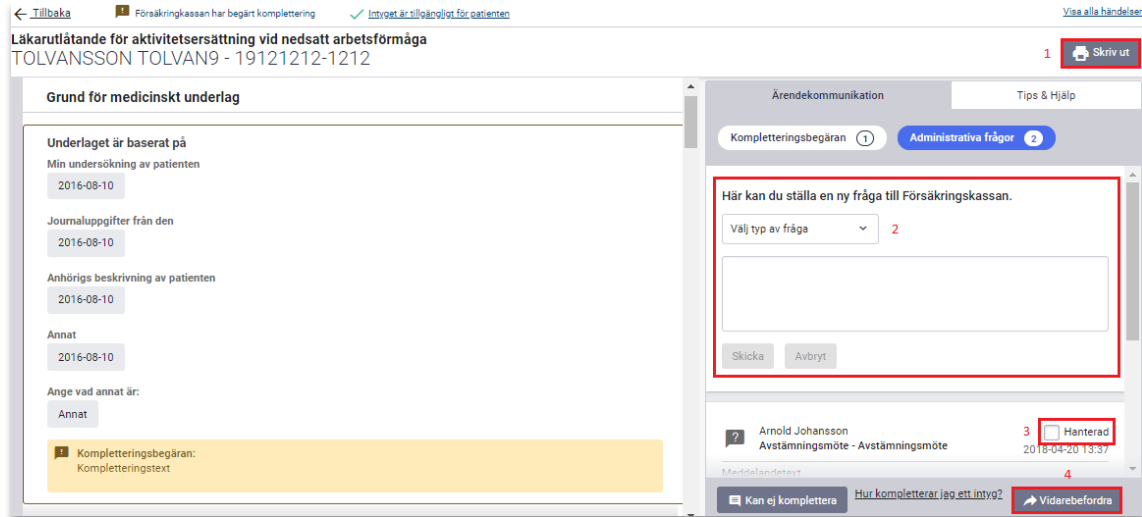 Tillbaka
Försäkringkassan har begärt komplettering
Intyget är tillgängligt för patienten
Visa alla händelser
Läkarutlåtande för aktivitetsersättning vid nedsatt arbetsförmåga
TOLVANSSON TOLVAN9 - 19121212-1212
1
Skriv ut
Grund för medicinskt underlag
Underlaget är baserat på
Min undersökning av patienten
2016-08-10
Journaluppgifter från den
2016-08-10
Anhörigs beskrivning av patienten
2016-08-10
Annat
2016-08-10
Ange vad annat är:
Annat
Kompletteringsbegäran:
Kompletteringstext
Ärendekommunikation
Tips & Hjälp
Kompletteringsbegäran 1
Administrativa frågor 2
Här kan du ställa en ny fråga till Försäkringskassan.
Välj typ av fråga
2
Skicka
Avbryt
Arnold Johansson
Avstämningsmöte - Avstämningsmöte
3
Hanterad
2018-04-20 13:37
Meddelandetext
4
Kan ej komplettera
Hur kompletterar jag ett intyg?
Vidarebefordra